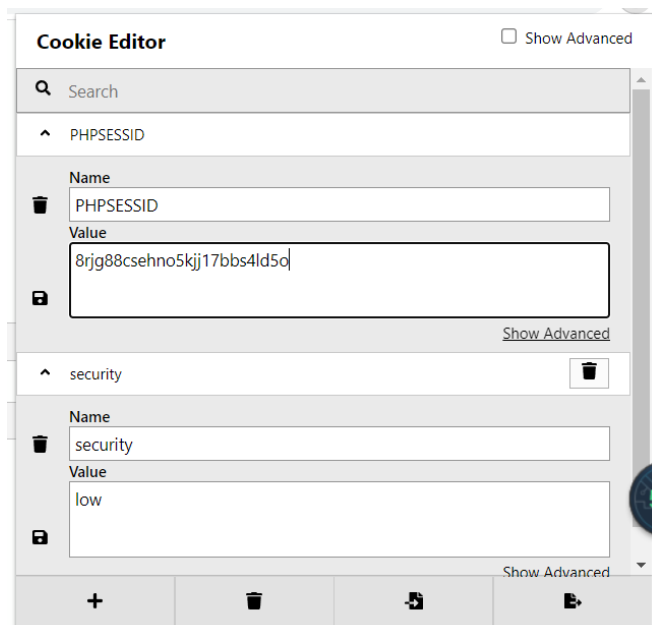 Cookie Editor
Show Advanced
Search
PHPSESSID
Name
PHPSESSID
Value
8rjg88csehno5kjj17bbs4ld5o
Show Advanced
security
Name
security
Value
low
Show Advanced